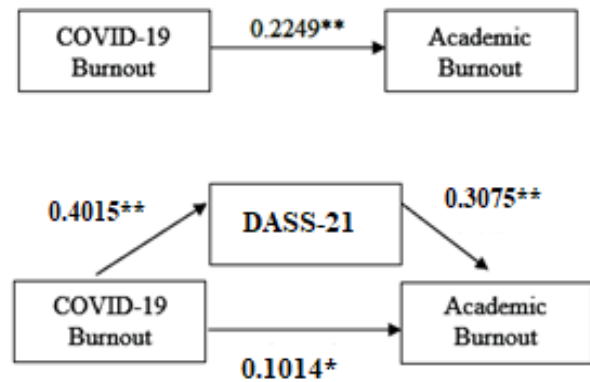 COVID-19
Burnout
0.2249**
Academic
Burnout
0.4015**
DASS-21
0.3075**
COVID-19
Burnout
Academic
Burnout
0.1014*